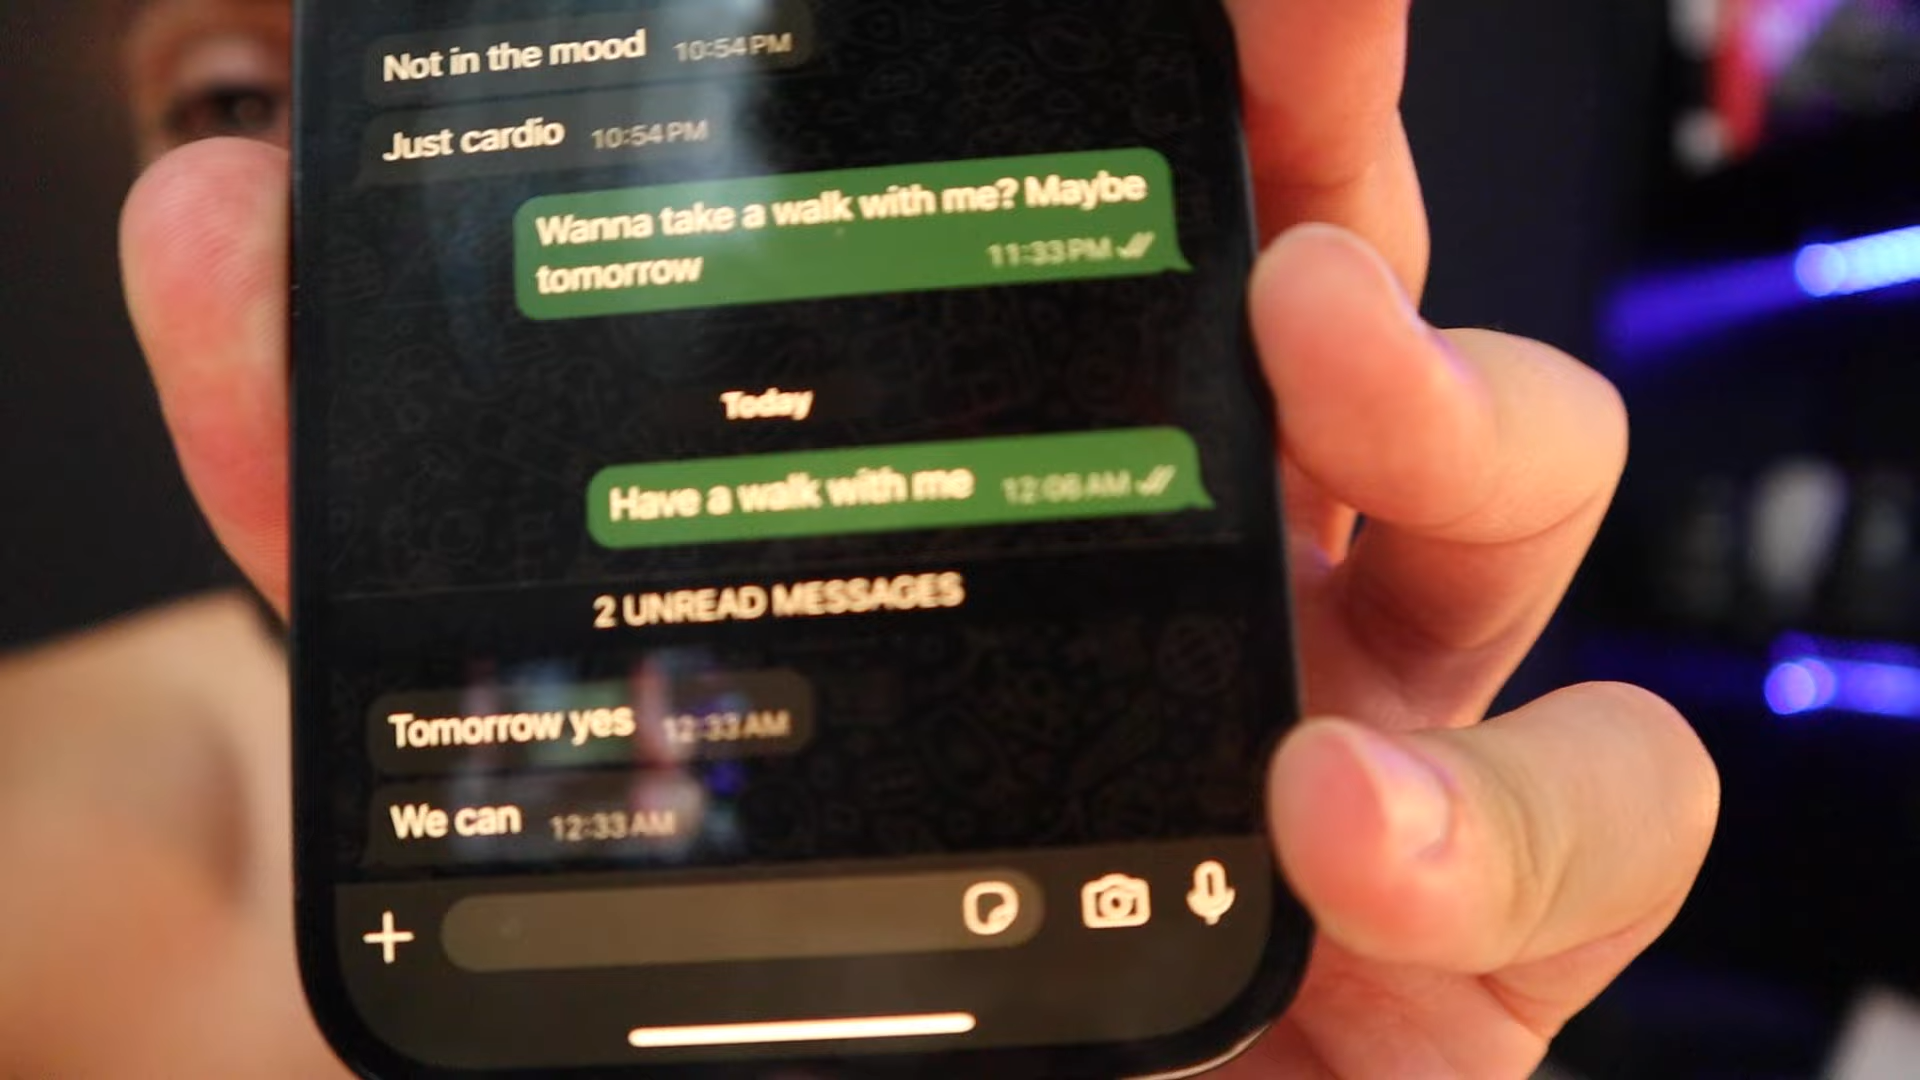 Not in the mood 10:54 PM
Just cardio 10:54 PM
Wanna take a walk with me? Maybe
tomorrow 11:33 PM
Today
Have a walk with me 12:06 AM
2 UNREAD MESSAGES
Tomorrow yes 12:33 AM
We can 12:33 AM